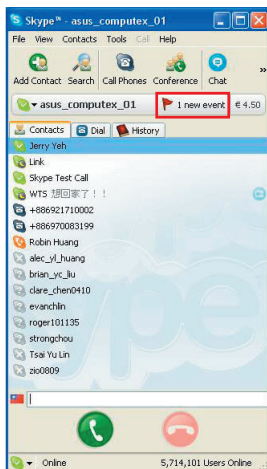 Skype™ - asus_computex_01
File View Contacts Tools Call Help
Add Contact Search Call Phones Conference Chat »
asus_computex_01 1 new event € 4.50
Contacts Dial History
Jerry Yeh
Link
Skype Test Call
WTS 想回家了！！
+886921710002
+886970083199
Robin Huang
alec_yl_huang
brian_yc_liu
clare_chen0410
evanchlin
roger101135
strongchou
Tsai Yu Lin
zio0809
Online 5,714,101 Users Online